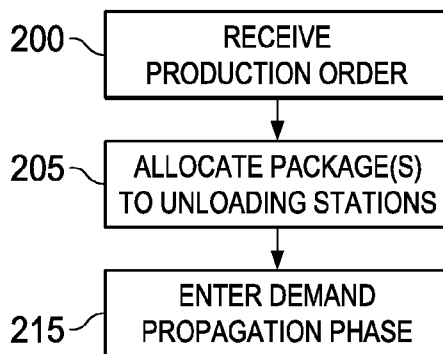 200
RECEIVE
PRODUCTION ORDER
205
ALLOCATE PACKAGE(S)
TO UNLOADING STATIONS
215
ENTER DEMAND
PROPAGATION PHASE